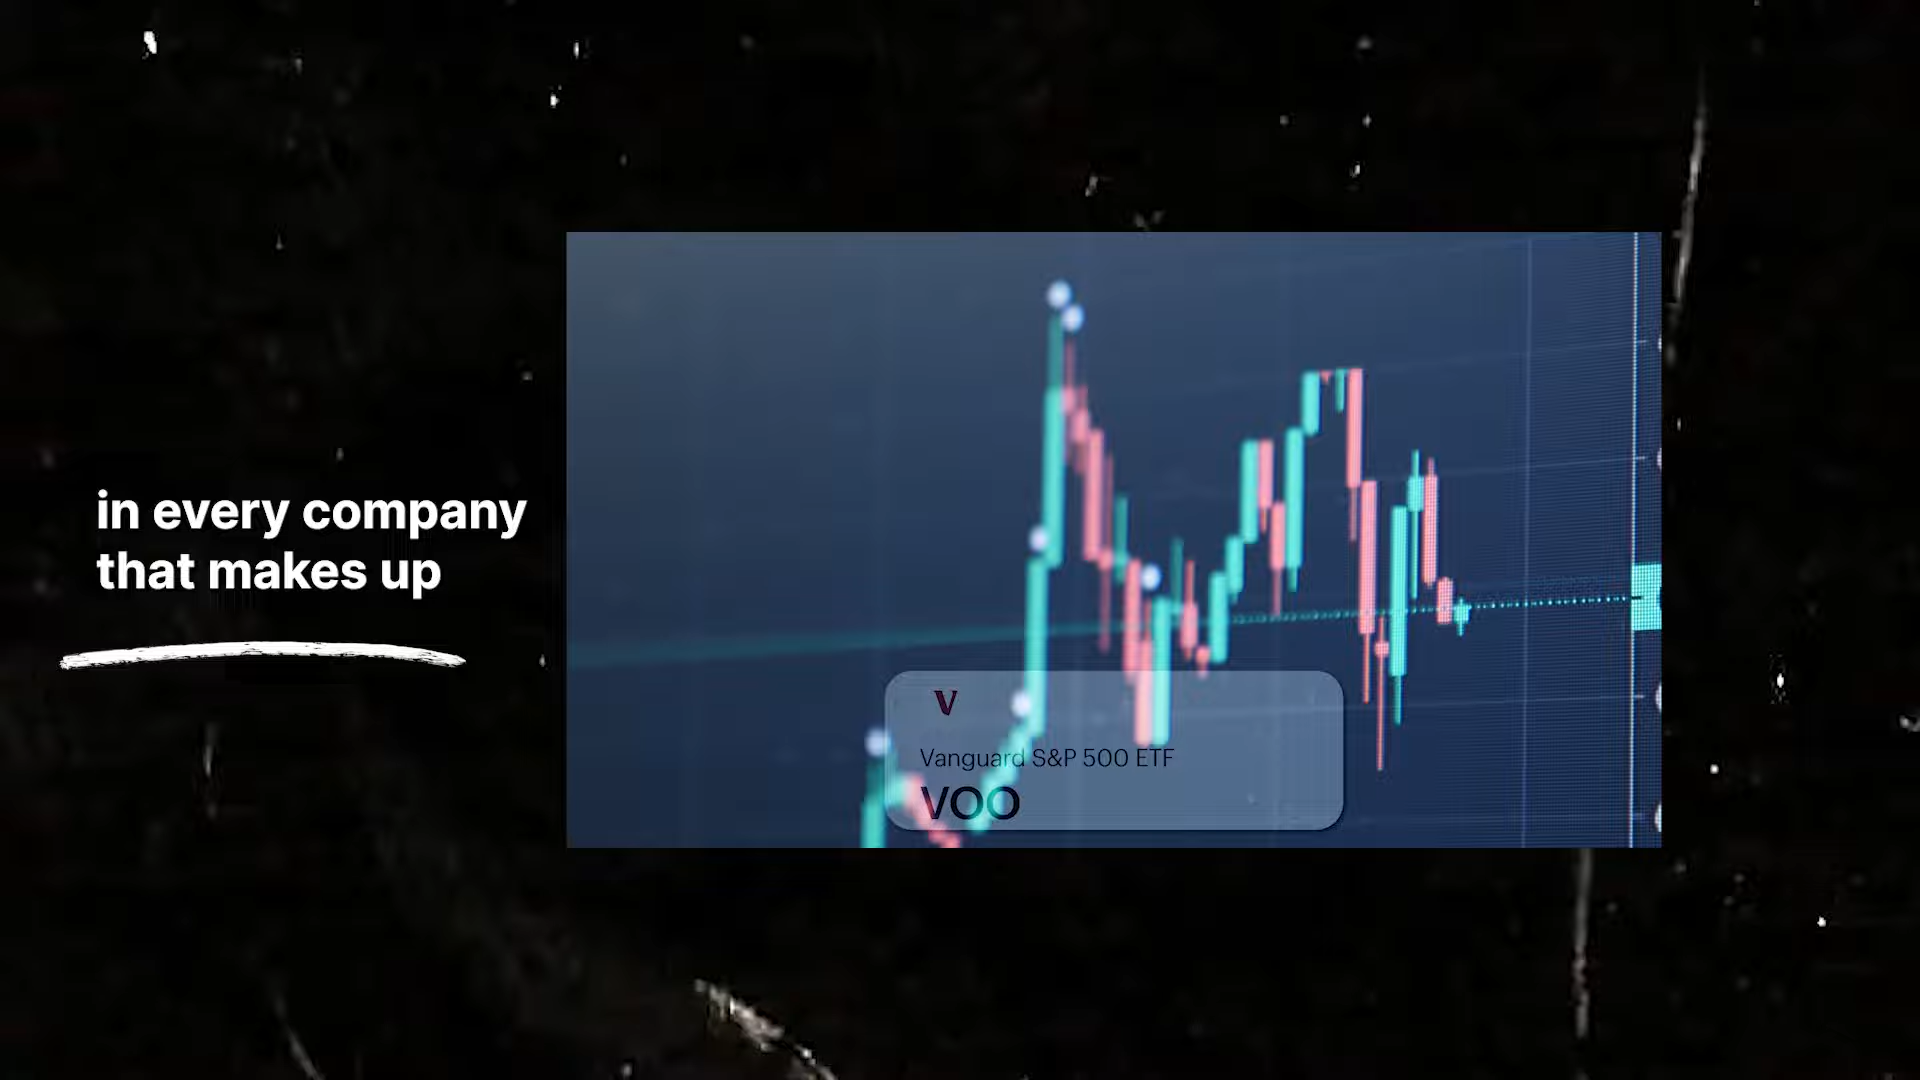 in every company
that makes up
V
Vanguard S&P 500 ETF
VOO